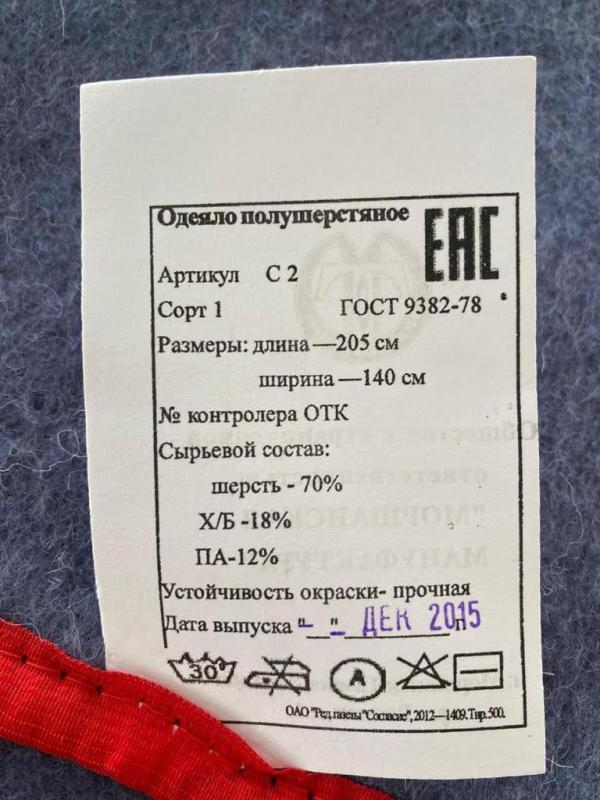 Одеяло полушерстяное
EAC
Артикул С 2
Сорт 1 ГОСТ 9382-78
Размеры: длина—205 см
ширина—140 см
№ контролера ОТК
Сырьевой состав:
шерсть - 70%
Х/Б -18%
ПА-12%
Устойчивость окраски- прочная
Дата выпуска "-_"_ ДЕК 2015
30°
А
ОАО "Ред.газеты "Согласие", 2012—1409. Тир.500.